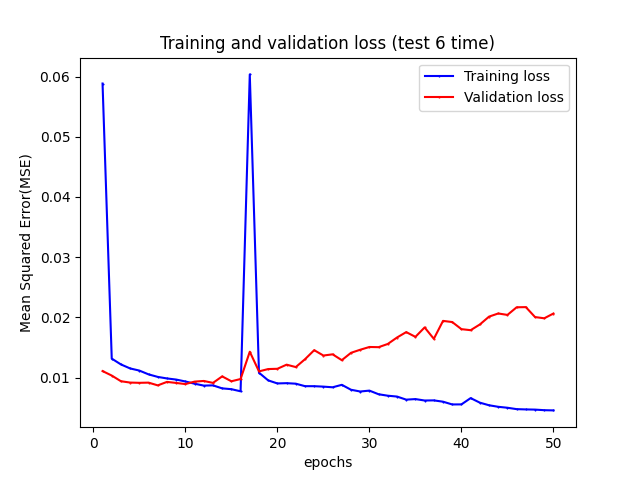 Training and validation loss (test 6 time)
Training loss
Validation loss
Mean Squared Error(MSE)
0.06
0.05
0.04
0.03
0.02
0.01
0 10 20 30 40 50
epochs